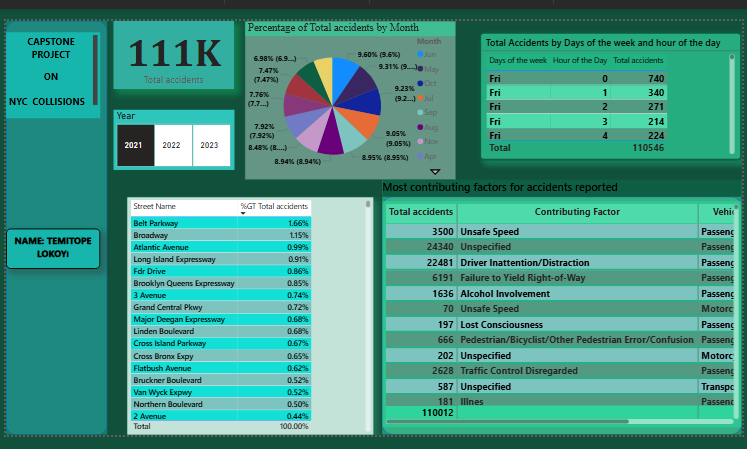 CAPSTONE
PROJECT
ON
NYC COLLISIONS
NAME: TEMITOPE
LOKOYI
111K
Total accidents
Year
2021
2022
2023
Percentage of Total accidents by Month
6.98% (6.9...)
7.47%
(7.47%)
7.76%
(7.7...)
7.92%
(7.92%)
8.48% (8....)
8.94% (8.94%)
9.60% (9.6%)
9.31% (9....)
9.23%
(9.2...)
9.05%
(9.05%)
8.95% (8.95%)
Month
Jun
May
Oct
Jul
Sep
Aug
Nov
Apr
Total Accidents by Days of the week and hour of the day
Days of the week Hour of the Day Total accidents
Fri 0 740
Fri 1 340
Fri 2 271
Fri 3 214
Fri 4 224
Total 110546
Street Name %GT Total accidents
Belt Parkway 1.66%
Broadway 1.15%
Atlantic Avenue 0.99%
Long Island Expressway 0.91%
Fdr Drive 0.86%
Brooklyn Queens Expressway 0.85%
3 Avenue 0.74%
Grand Central Pkwy 0.72%
Major Deegan Expressway 0.68%
Linden Boulevard 0.68%
Cross Island Parkway 0.67%
Cross Bronx Expy 0.65%
Flatbush Avenue 0.62%
Bruckner Boulevard 0.52%
Van Wyck Expwy 0.52%
Northern Boulevard 0.50%
2 Avenue 0.44%
Total 100.00%
Most contributing factors for accidents reported
Total accidents Contributing Factor Vehic
3500 Unsafe Speed Passeng
24340 Unspecified Passeng
22481 Driver Inattention/Distraction Passeng
6191 Failure to Yield Right-of-Way Passeng
1636 Alcohol Involvement Passeng
70 Unsafe Speed Motorc
197 Lost Consciousness Passeng
666 Pedestrian/Bicyclist/Other Pedestrian Error/Confusion Passeng
202 Unspecified Motorc
2628 Traffic Control Disregarded Passeng
587 Unspecified Transpo
181 Illnes Passeng
110012